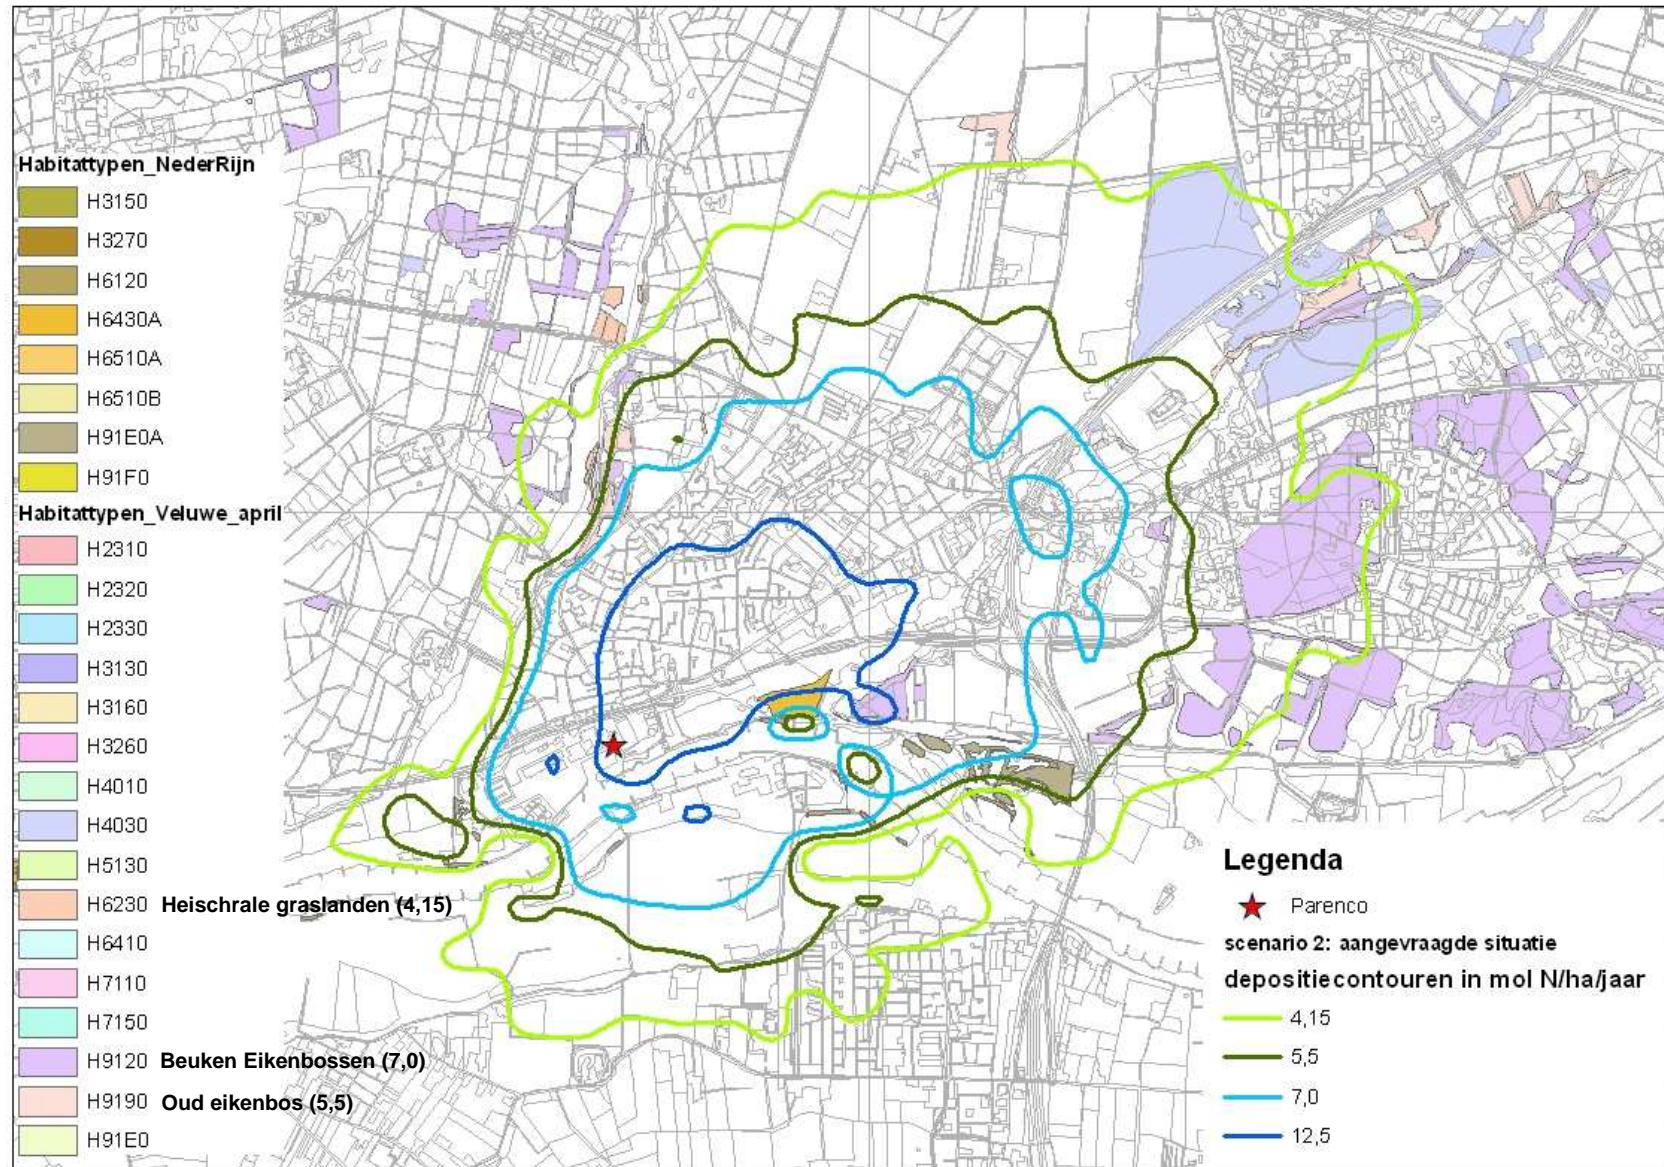 Habitattypen_NederRijn
H3150
H3270
H6120
H6430A
H6510A
H6510B
H91E0A
H91F0
Habitattypen_Veluwe_april
H2310
H2320
H2330
H3130
H3160
H3260
H4010
H4030
H5130
H6230 Heischrale graslanden (4,15)
H6410
H7110
H7150
H9120 Beuken Eikenbossen (7,0)
H9190 Oud eikenbos (5,5)
H91E0
Legenda
Parenco
scenario 2: aangevraagde situatie
depositiecontouren in mol N/ha/jaar
4,15
5,5
7,0
12,5